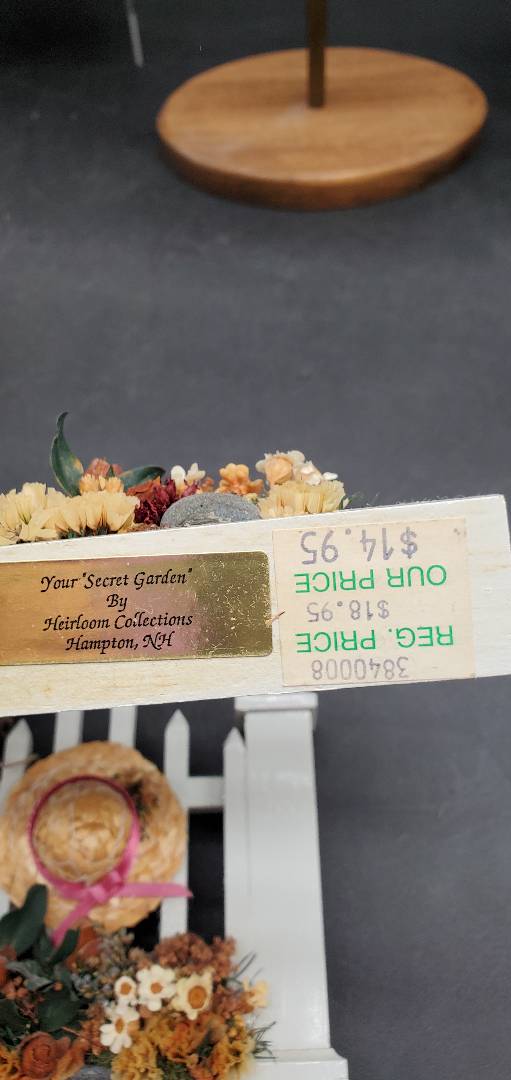 Your "Secret Garden"
By
Heirloom Collections
Hampton, NH
3840008
REG. PRICE
$18.95
OUR PRICE
$14.95